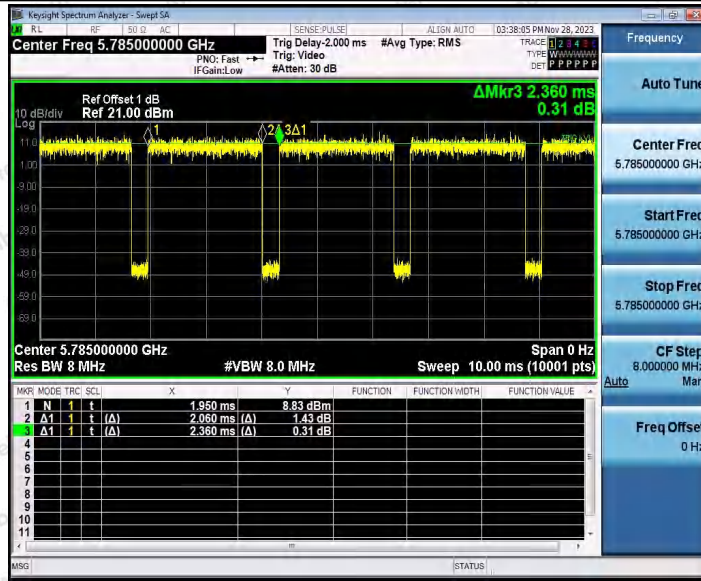 Keysight Spectrum Analyzer - Swept SA
RL RF 50 Ω AC SENSE:PULSE ALIGN AUTO 03:38:05 PM Nov 28, 2023
Center Freq 5.785000000 GHz
PNO: Fast
IFGain:Low
Trig Delay-2.000 ms
Trig: Video
#Atten: 30 dB
#Avg Type: RMS
TRACE 1 2 3 4 5 6
TYPE WWWWWW
DET P P P P P P
ΔMkr3 2.360 ms
0.31 dB
Ref Offset 1 dB
10 dB/div Ref 21.00 dBm
Log
11.0
1.00
-9.00
-19.0
-29.0
-39.0
-49.0
-59.0
-69.0
1
2
3Δ1
Center 5.785000000 GHz Span 0 Hz
Res BW 8 MHz #VBW 8.0 MHz Sweep 10.00 ms (10001 pts)
MKR MODE TRC SCL X Y FUNCTION FUNCTION WIDTH FUNCTION VALUE
1 N 1 t 1.950 ms 8.83 dBm
2 Δ1 1 t (Δ) 2.060 ms (Δ) 1.43 dB
3 Δ1 1 t (Δ) 2.360 ms (Δ) 0.31 dB
4
5
6
7
8
9
10
11
MSG STATUS
Frequency
Auto Tune
Center Freq
5.785000000 GHz
Start Freq
5.785000000 GHz
Stop Freq
5.785000000 GHz
CF Step
8.000000 MHz
Auto Man
Freq Offset
0 Hz